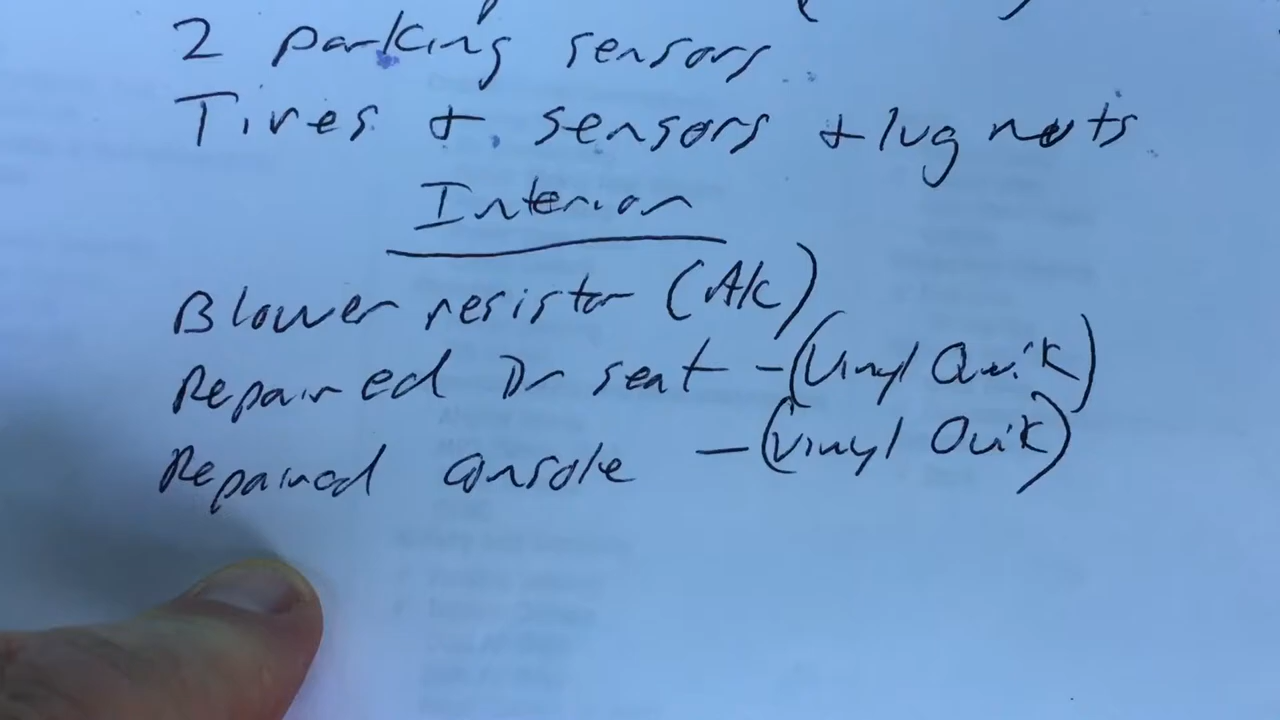 2 parking sensors
Tires + sensors + lug nuts
Interior
Blower resistor (A/C)
Repaired Dr seat - (Vinyl Quik)
Repaired console - (Vinyl Quik)